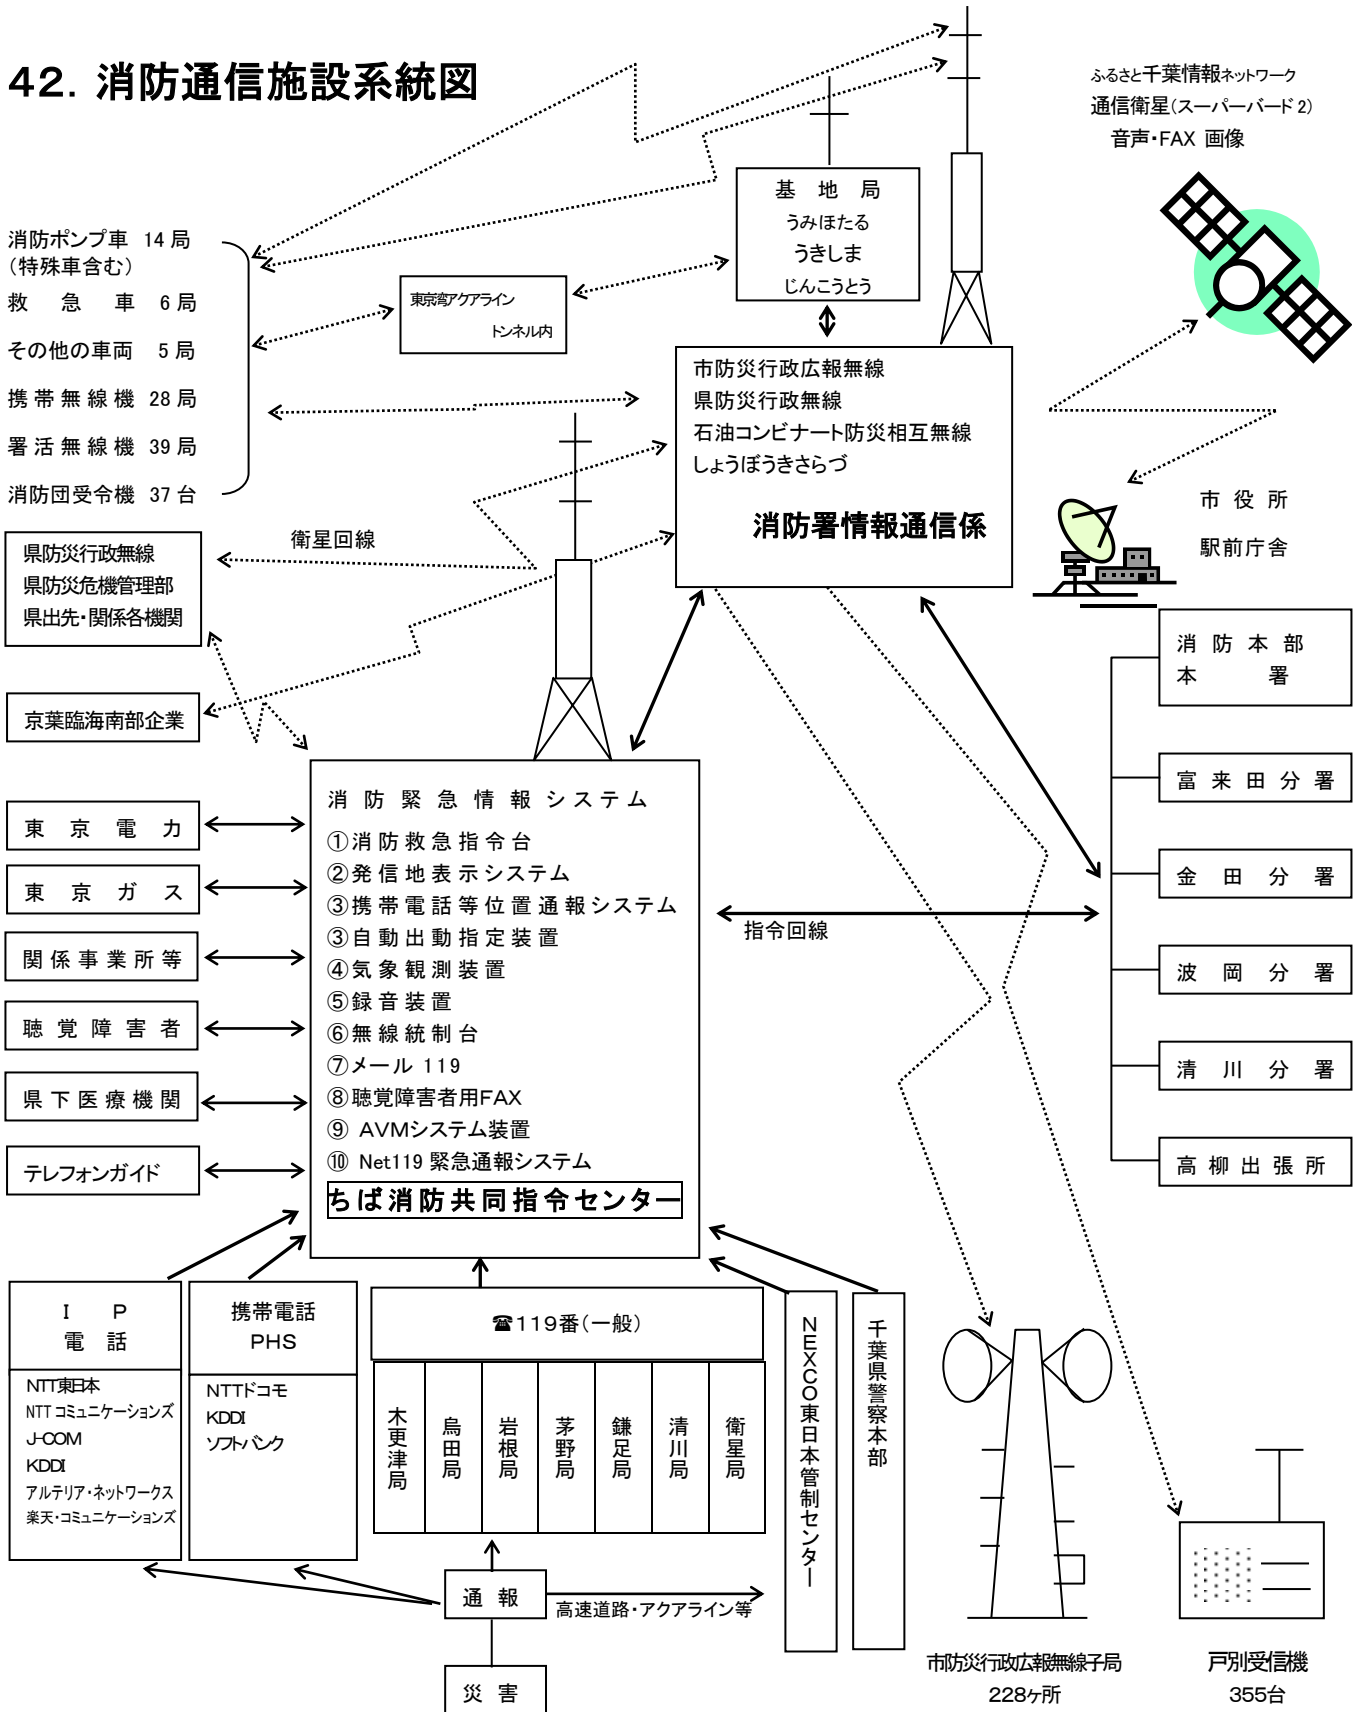 42. 消防通信施設系統図
ふるさと千葉情報ネットワーク
通信衛星(スーパーバード2)
音声・FAX 画像
基 地 局
うみほたる
うきしま
じんこうとう
消防ポンプ車 14局
(特殊車含む)
救 急 車 6局
その他の車両 5局
携帯無線機 28局
署活無線機 39局
消防団受令機 37台
東京湾アクアライン
トンネル内
市防災行政広報無線
県防災行政無線
石油コンビナート防災相互無線
しょうぼうきさらづ
消防署情報通信係
市 役 所
駅前庁舎
衛星回線
県防災行政無線
県防災危機管理部
県出先・関係各機関
京葉臨海南部企業
東 京 電 力
東 京 ガ ス
関係事業所等
聴覚障害者
県下医療機関
テレフォンガイド
消防緊急情報システム
①消防救急指令台
②発信地表示システム
③携帯電話等位置通報システム
③自動出動指定装置
④気象観測装置
⑤録音装置
⑥無線統制台
⑦メール 119
⑧聴覚障害者用FAX
⑨ AVMシステム装置
⑩ Net119 緊急通報システム
ちば消防共同指令センター
指令回線
消 防 本 部
本 署
富 来 田 分 署
金 田 分 署
波 岡 分 署
清 川 分 署
高 柳 出 張 所
I P
電 話
NTT東日本
NTTコミュニケーションズ
J-COM
KDDI
アルテリア・ネットワークス
楽天・コミュニケーションズ
携帯電話
PHS
NTTドコモ
KDDI
ソフトバンク
☎119番(一般)
木更津局
烏田局
岩根局
茅野局
鎌足局
清川局
衛星局
NEXCO東日本管制センター
千葉県警察本部
通 報
高速道路・アクアライン等
災 害
市防災行政広報無線子局
228ヶ所
戸別受信機
355台